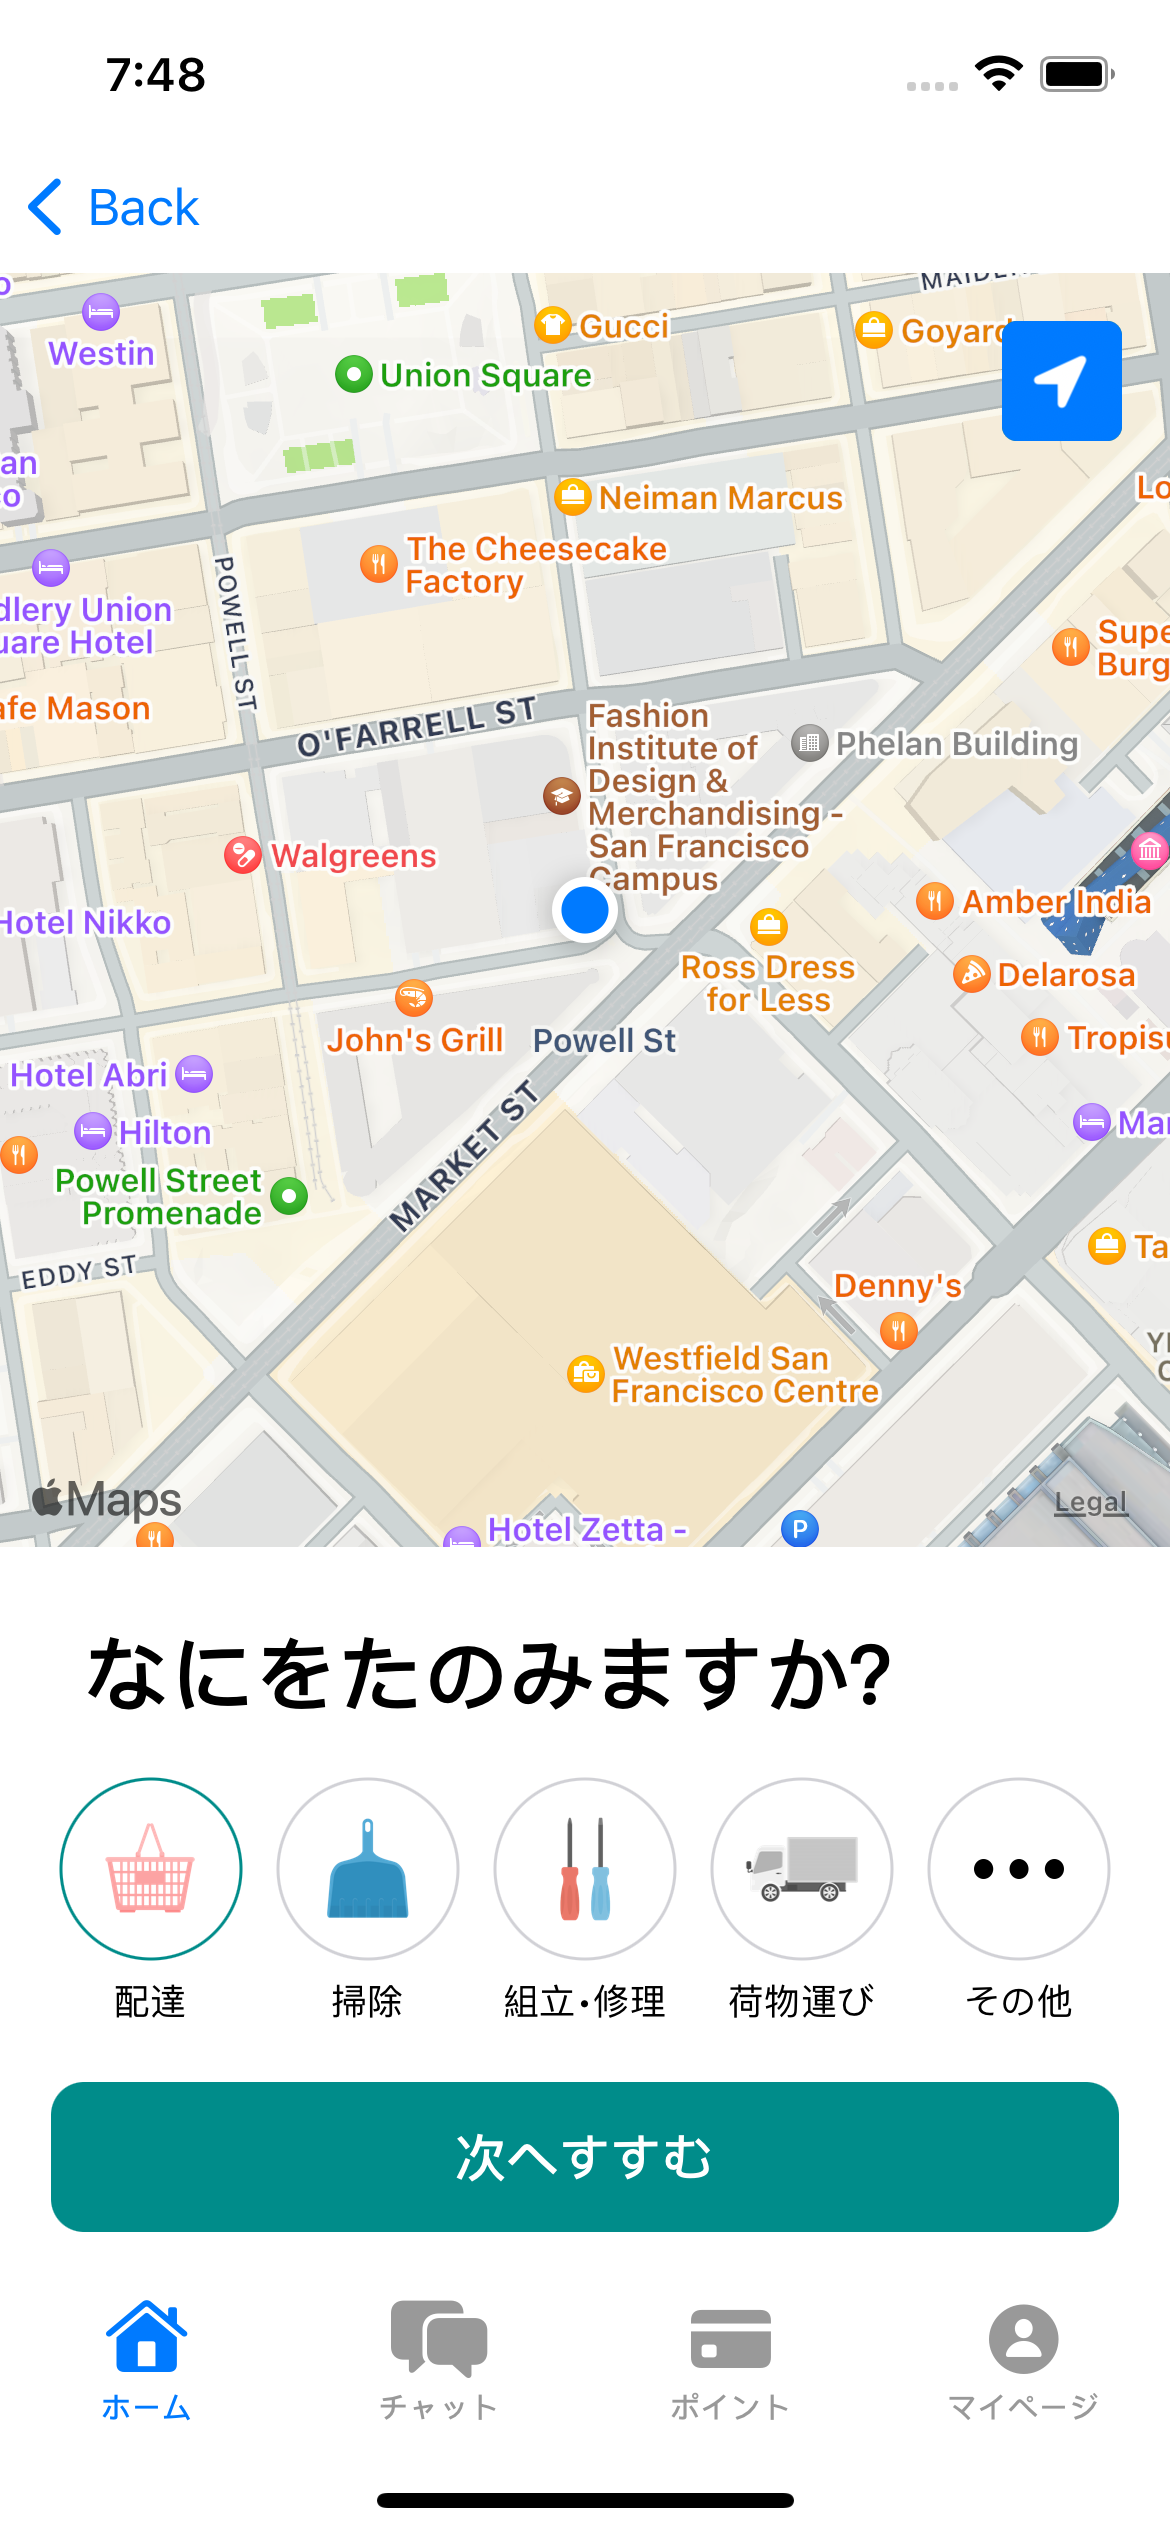 7:48
Back
MAIDEN
Westin
Gucci
Goyard
Union Square
an
Neiman Marcus
Lo
The Cheesecake
Factory
POWELL ST
dlery Union
uare Hotel
Supe
Burg
afe Mason
O'FARRELL ST
Fashion
Institute of
Design &
Merchandising -
San Francisco
Campus
Phelan Building
Walgreens
Hotel Nikko
Amber India
Ross Dress
for Less
Delarosa
John's Grill
Powell St
Tropisu
Hotel Abri
Hilton
Mar
MARKET ST
Powell Street
Promenade
EDDY ST
Ta
Denny's
Westfield San
Francisco Centre
Maps
Legal
Hotel Zetta -
P
なにをたのみますか?
配達
掃除
組立・修理
荷物運び
その他
次へすすむ
ホーム
チャット
ポイント
マイページ